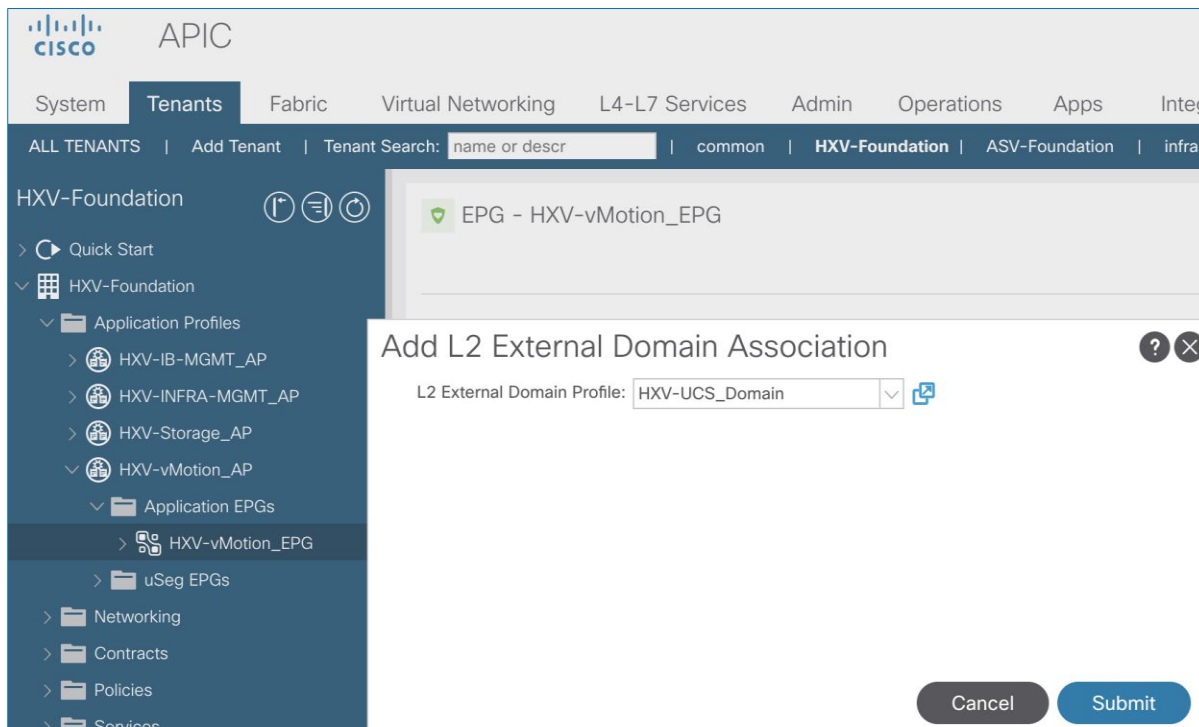 CISCO
APIC
System Tenants Fabric Virtual Networking L4-L7 Services Admin Operations Apps Integ
ALL TENANTS | Add Tenant | Tenant Search: name or descr | common | HXV-Foundation | ASV-Foundation | infra
HXV-Foundation
EPG - HXV-vMotion_EPG
Quick Start
HXV-Foundation
Application Profiles
HXV-IB-MGMT_AP
HXV-INFRA-MGMT_AP
HXV-Storage_AP
HXV-vMotion_AP
Application EPGs
HXV-vMotion_EPG
uSeg EPGs
Networking
Contracts
Policies
Services
Add L2 External Domain Association
L2 External Domain Profile: HXV-UCS_Domain
Cancel Submit